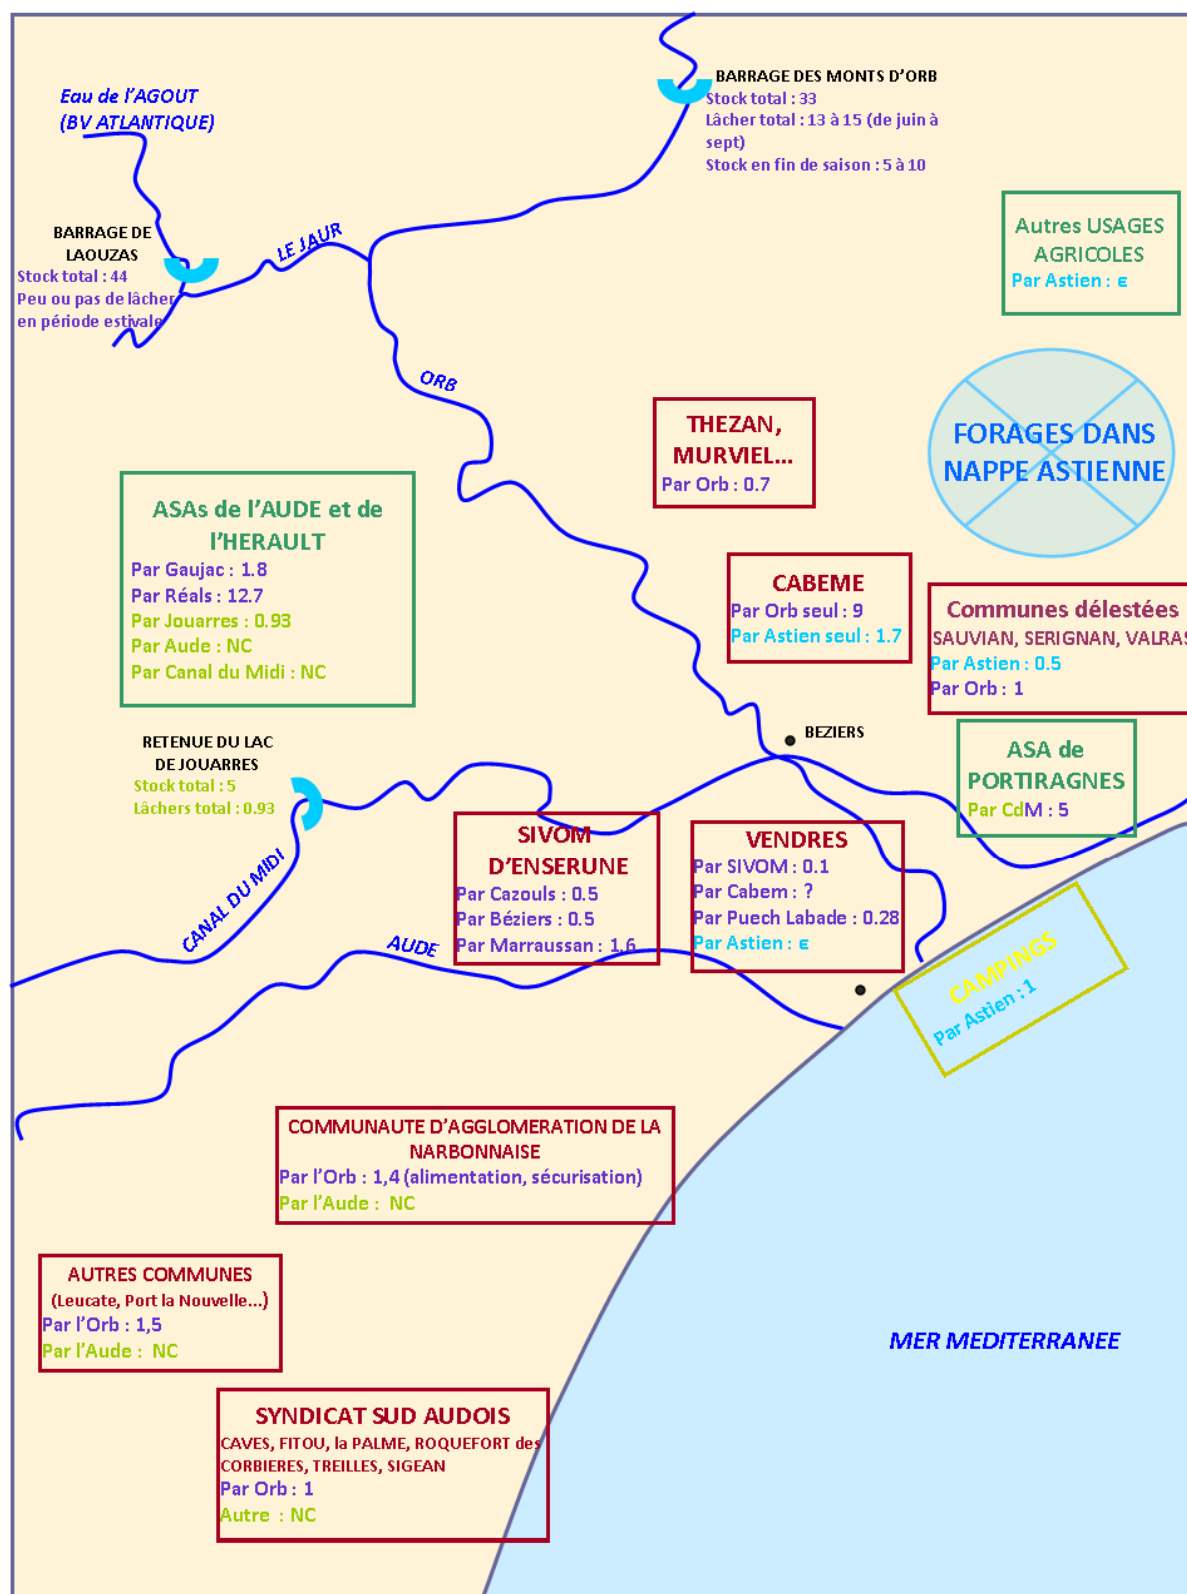 Eau de l'AGOUT
(BV ATLANTIQUE)
BARRAGE DES MONTS D'ORB
Stock total : 33
Lâcher total : 13 à 15 (de juin à
sept)
Stock en fin de saison : 5 à 10
BARRAGE DE
LAOUZAS
Stock total : 44
Peu ou pas de lâcher
en période estivale
LE JAUR
Autres USAGES
AGRICOLES
Par Astien : ϵ
ORB
THEZAN,
MURVIEL...
Par Orb : 0.7
FORAGES DANS
NAPPE ASTIENNE
ASAs de l'AUDE et de
l'HERAULT
Par Gaujac : 1.8
Par Réals : 12.7
Par Jouarres : 0.93
Par Aude : NC
Par Canal du Midi : NC
CABEME
Par Orb seul : 9
Par Astien seul : 1.7
Communes délestées
SAUVIAN, SERIGNAN, VALRAS
Par Astien : 0.5
Par Orb : 1
RETENUE DU LAC
DE JOUARRES
Stock total : 5
Lâchers total : 0.93
BEZIERS
ASA de
PORTIRAGNES
Par CdM : 5
CANAL DU MIDI
SIVOM
D'ENSERUNE
Par Cazouls : 0.5
Par Béziers : 0.5
Par Marraussan : 1.6
VENDRES
Par SIVOM : 0.1
Par Cabem : ?
Par Puech Labade : 0.28
Par Astien : ϵ
AUDE
CAMPINGS
Par Astien : 1
COMMUNAUTE D'AGGLOMERATION DE LA
NARBONNAISE
Par l'Orb : 1,4 (alimentation, sécurisation)
Par l'Aude : NC
AUTRES COMMUNES
(Leucate, Port la Nouvelle...)
Par l'Orb : 1,5
Par l'Aude : NC
MER MEDITERRANEE
SYNDICAT SUD AUDOIS
CAVES, FITOU, la PALME, ROQUEFORT des
CORBIERES, TREILLES, SIGEAN
Par Orb : 1
Autre : NC